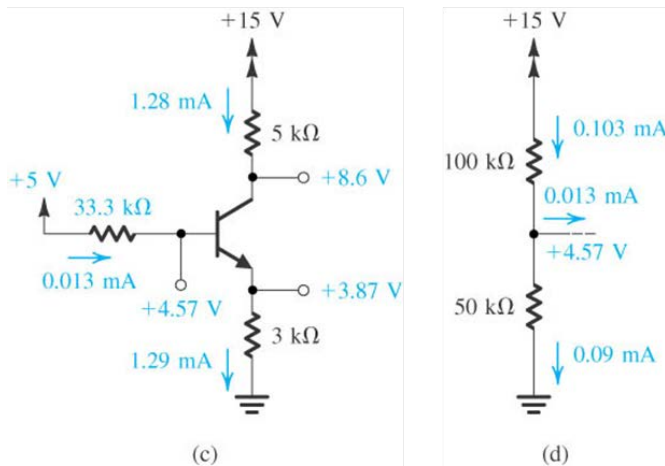 +15 V
1.28 mA
5 kΩ
+8.6 V
+5 V
33.3 kΩ
0.013 mA
+4.57 V
+3.87 V
3 kΩ
1.29 mA
(c)
+15 V
0.103 mA
100 kΩ
0.013 mA
+4.57 V
50 kΩ
0.09 mA
(d)